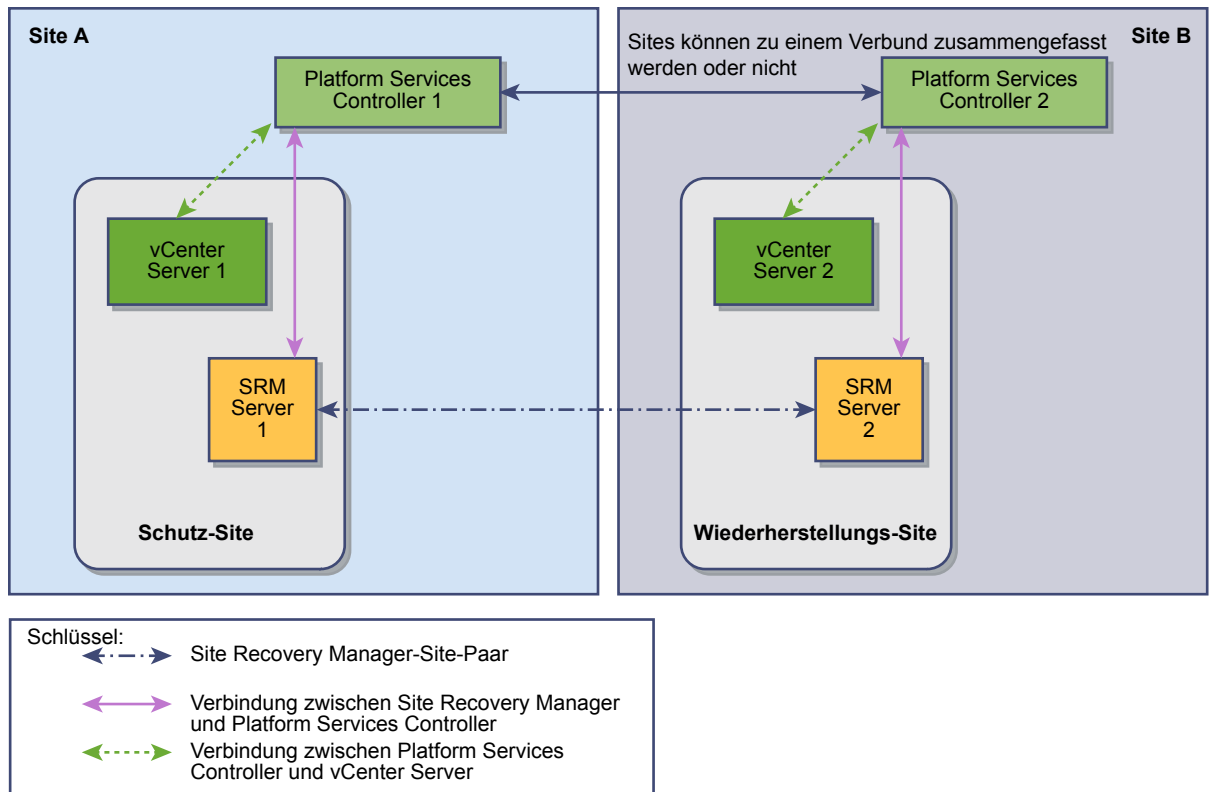 Site A
Platform Services
Controller 1
vCenter
Server 1
SRM
Server
1
Schutz-Site
Sites können zu einem Verbund zusammengefasst
werden oder nicht
Site B
Platform Services
Controller 2
vCenter
Server 2
SRM
Server
2
Wiederherstellungs-Site
Schlüssel:
Site Recovery Manager-Site-Paar
Verbindung zwischen Site Recovery Manager
und Platform Services Controller
Verbindung zwischen Platform Services
Controller und vCenter Server